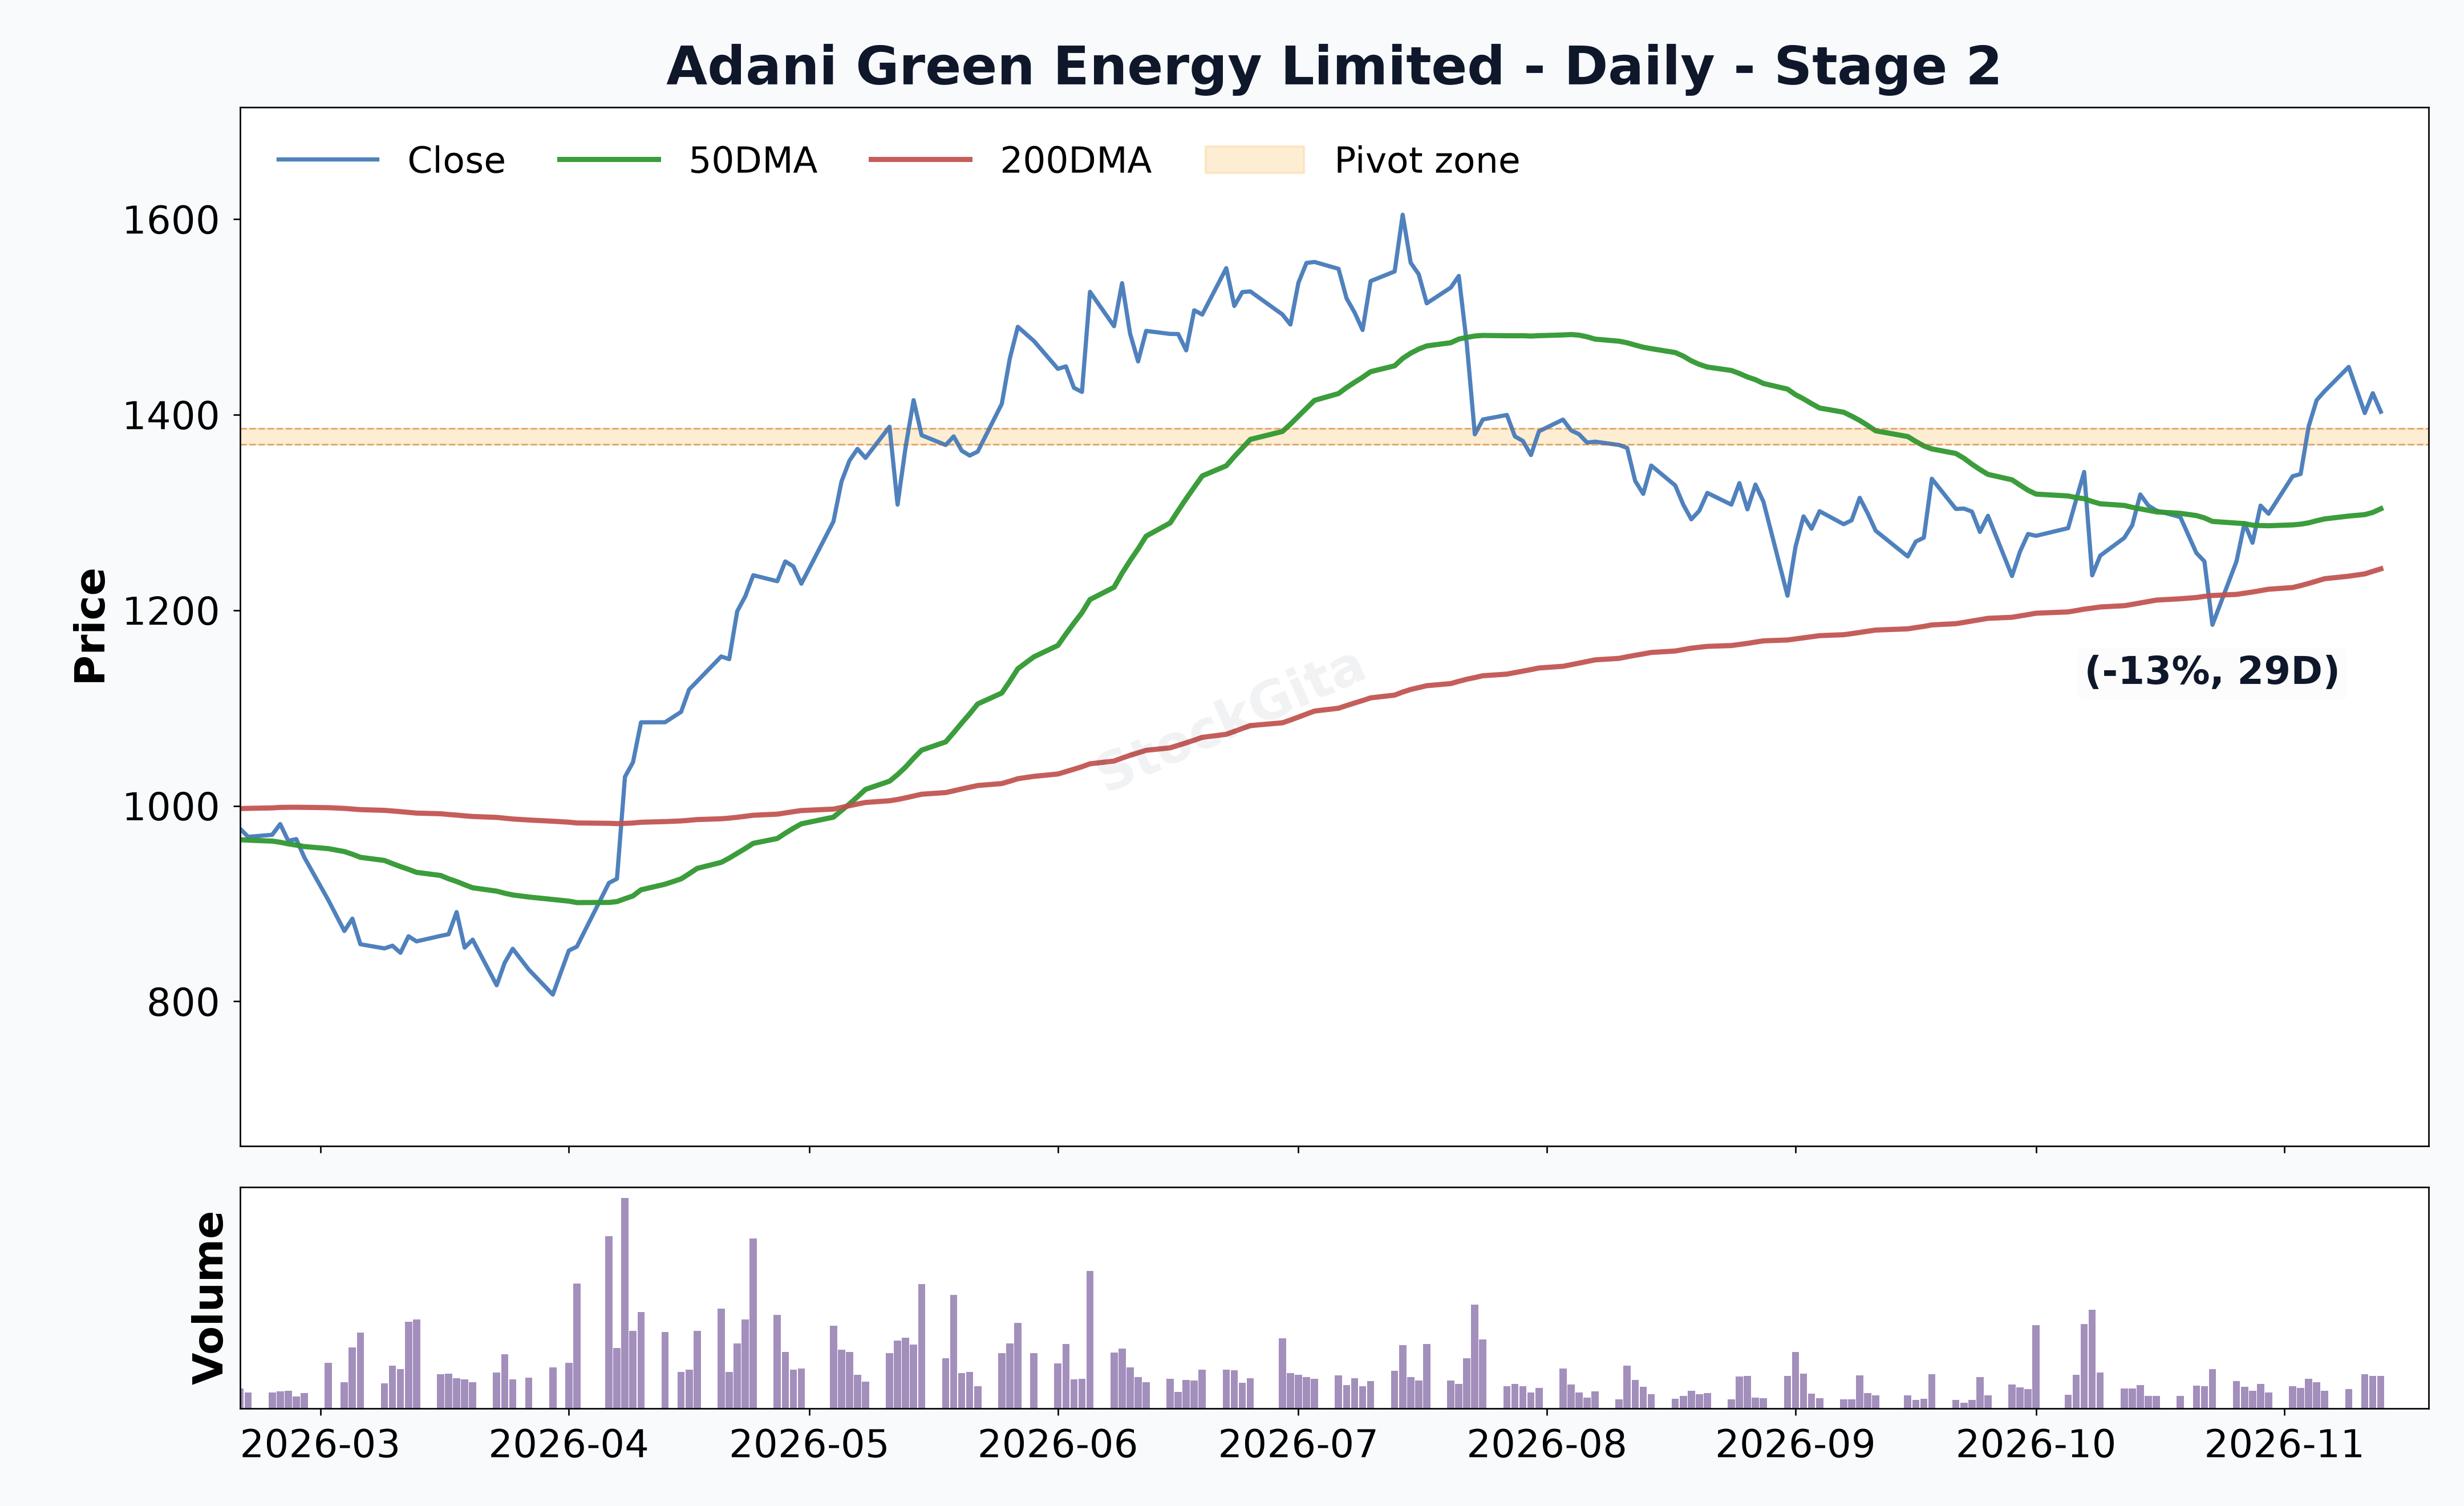 Adani Green Energy Limited - Daily - Stage 2
Close 50DMA 200DMA Pivot zone
1600
1400
1200
1000
800
Price
(-13%, 29D)
StockGita
Volume
2026-03 2026-04 2026-05 2026-06 2026-07 2026-08 2026-09 2026-10 2026-11